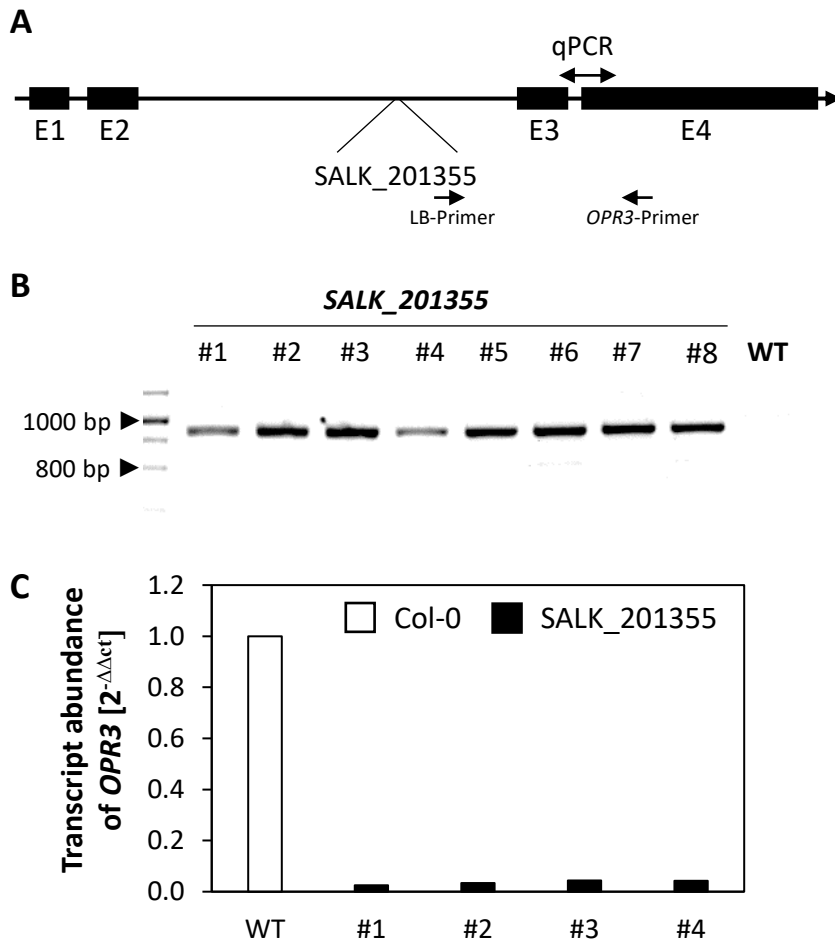 A
qPCR
E1 E2 E3 E4
SALK_201355
LB-Primer OPR3-Primer
B
SALK_201355
#1 #2 #3 #4 #5 #6 #7 #8 WT
1000 bp
800 bp
C
Transcript abundance
of OPR3 [2-ΔΔct]
1.2
1.0
0.8
0.6
0.4
0.2
0.0
Col-0 SALK_201355
WT #1 #2 #3 #4